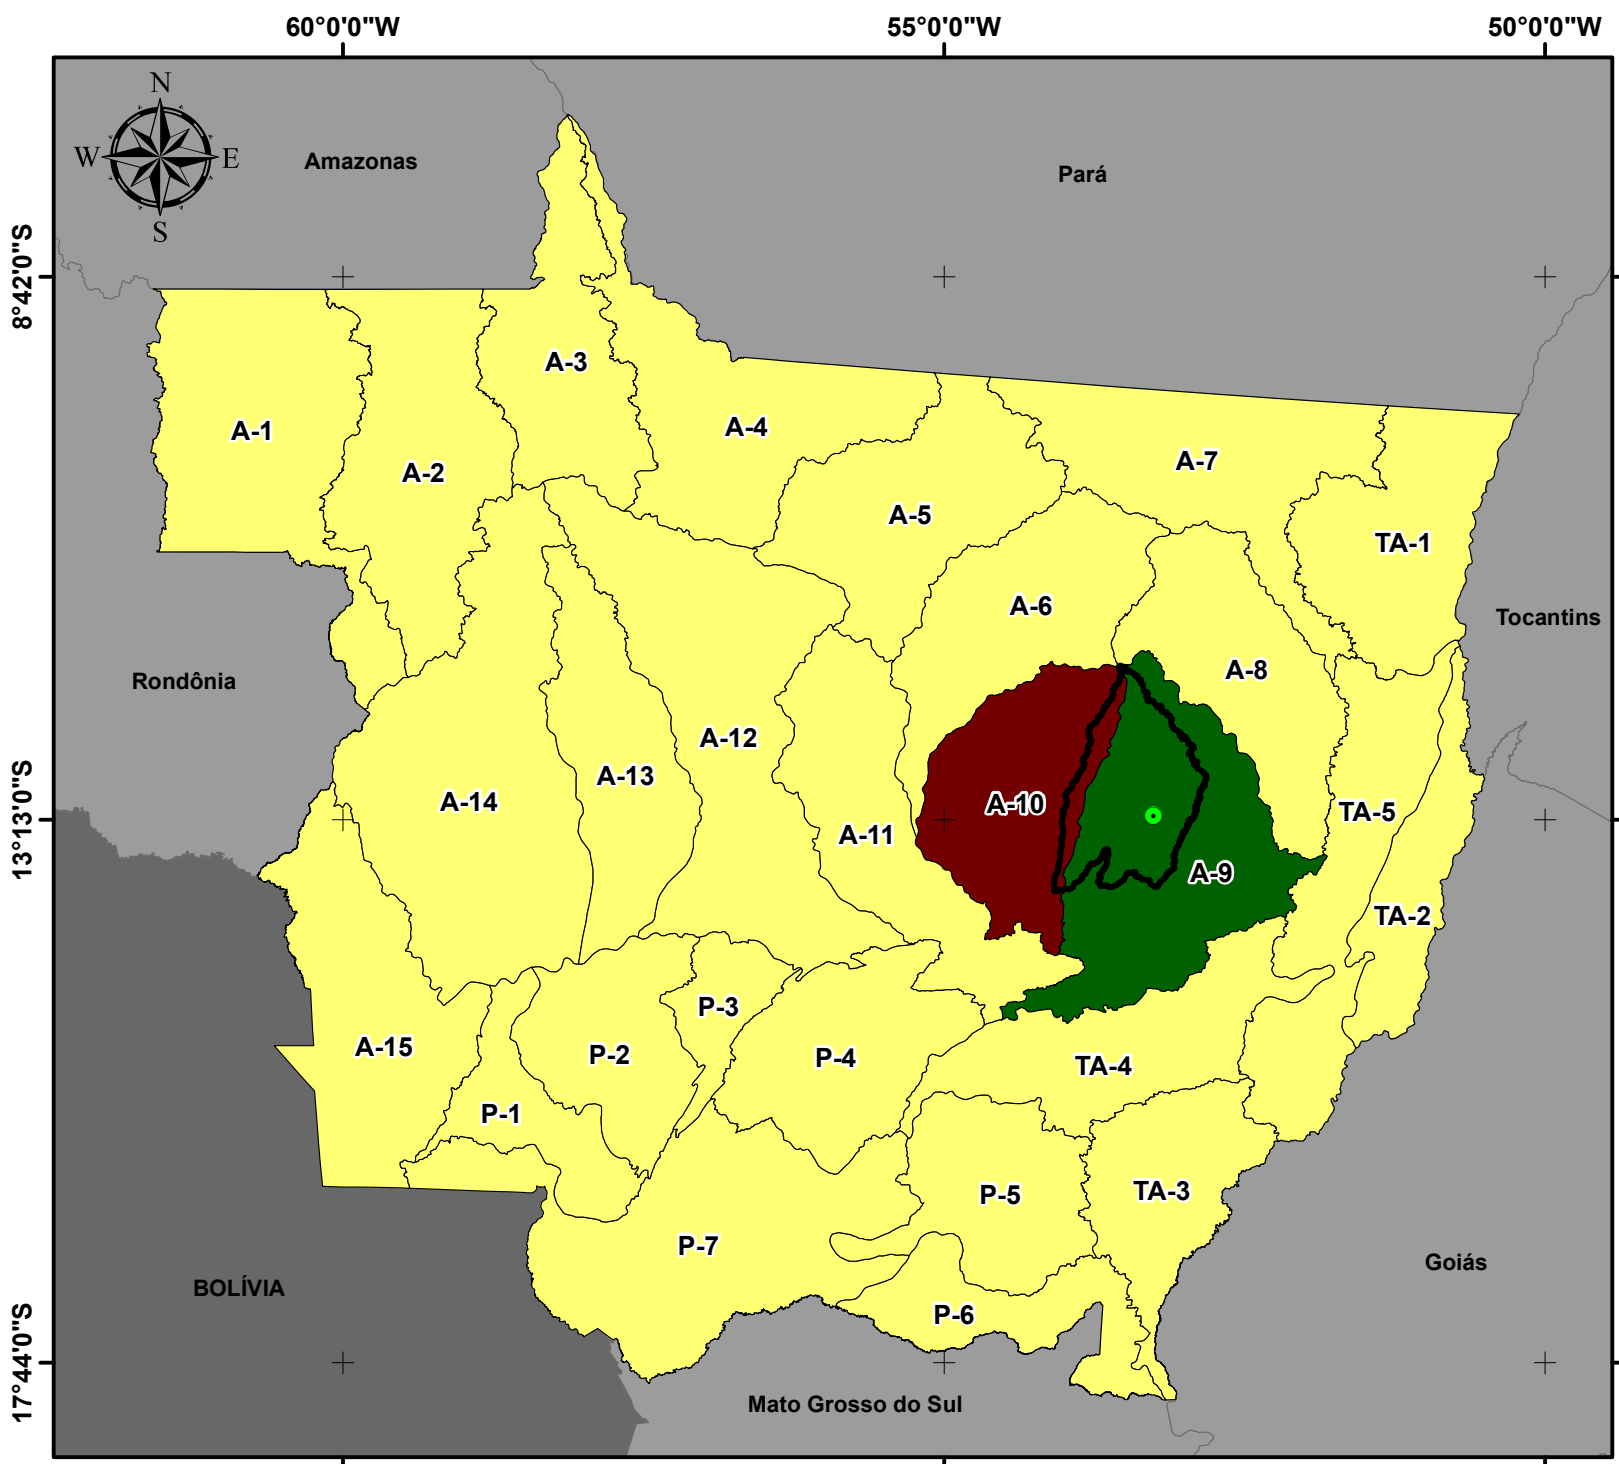 60°0'0"W
55°0'0"W
50°0'0"W
N
W
E
S
Amazonas
Pará
8°42'0"S
A-3
A-1
A-4
A-2
A-7
A-5
TA-1
A-6
Tocantins
Rondônia
A-8
A-12
A-13
A-14
A-10
TA-5
13°13'0"S
A-11
A-9
TA-2
P-3
A-15
P-2
P-4
TA-4
P-1
P-5
TA-3
P-7
Goiás
BOLÍVIA
P-6
17°44'0"S
Mato Grosso do Sul